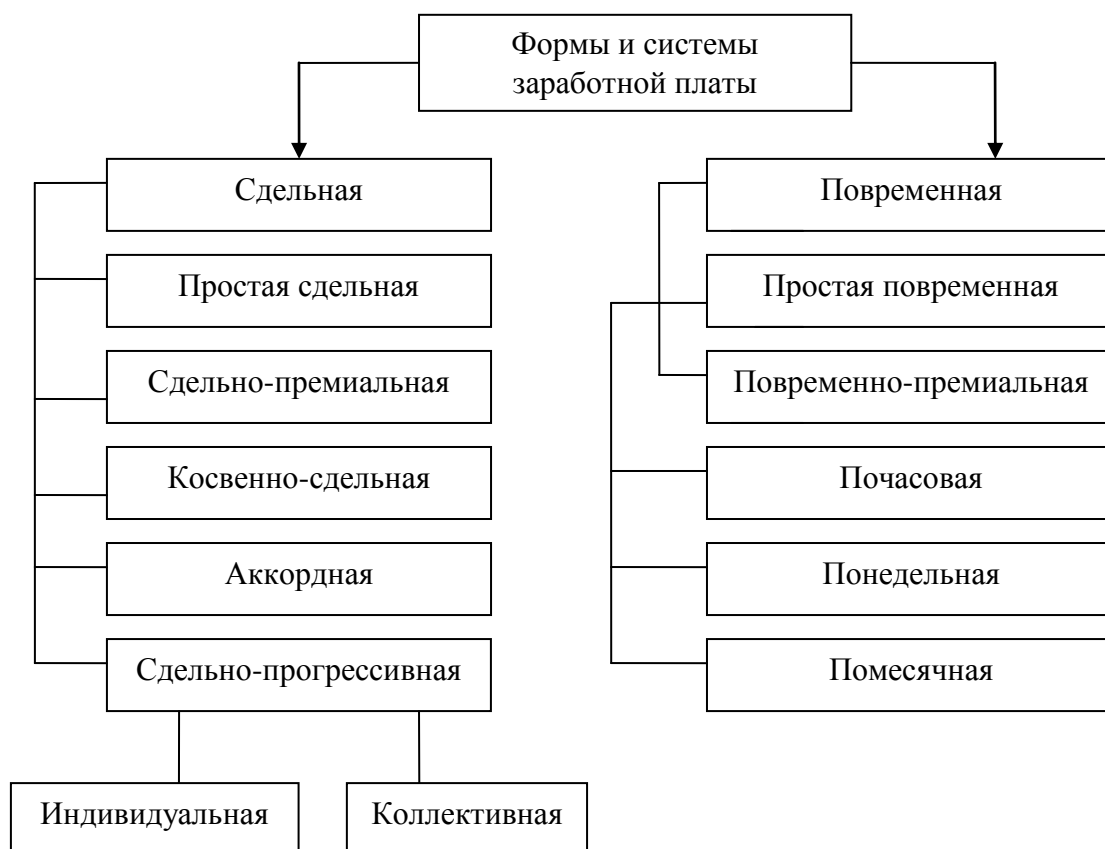 Формы и системы
заработной платы
Сдельная
Простая сдельная
Сдельно-премиальная
Косвенно-сдельная
Аккордная
Сдельно-прогрессивная
Индивидуальная
Коллективная
Повременная
Простая повременная
Повременно-премиальная
Почасовая
Понедельная
Помесячная